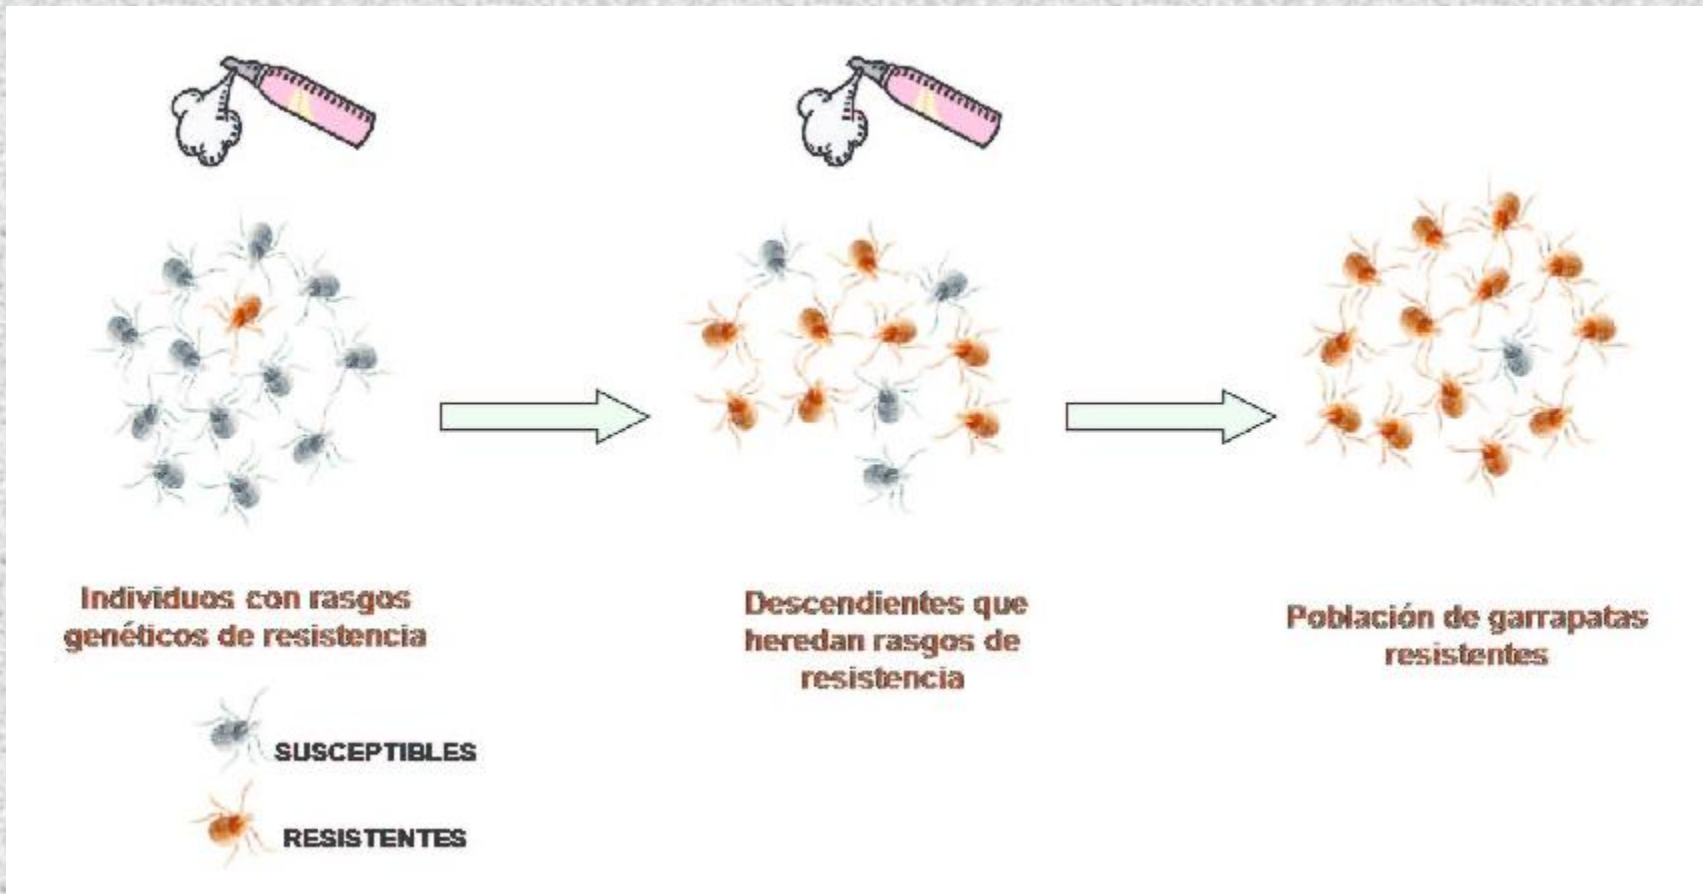 Individuos con rasgos
genéticos de resistencia
Descendientes que
heredan rasgos de
resistencia
Población de garrapatas
resistentes
SUSCEPTIBLES
RESISTENTES